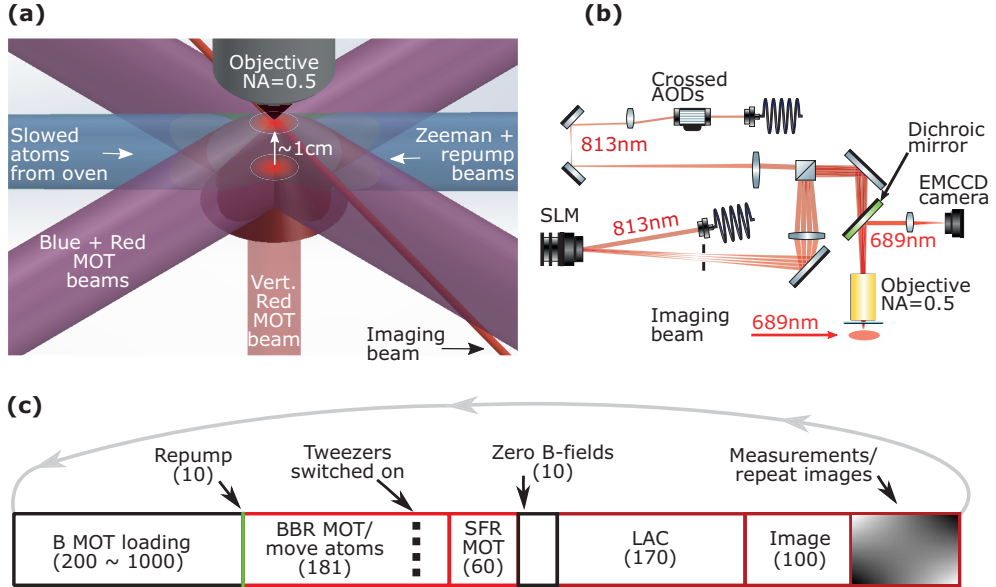 (a)
Objective
NA=0.5
Slowed
atoms
from oven
~1cm
Zeeman +
repump
beams
Blue + Red
MOT
beams
Vert.
Red
MOT
beam
Imaging
beam
(b)
Crossed
AODs
813nm
Dichroic
mirror
EMCCD
camera
SLM
813nm
689nm
Objective
NA=0.5
Imaging
beam
689nm
(c)
Repump
(10)
Tweezers
switched on
Zero B-fields
(10)
Measurements/
repeat images
B MOT loading
(200 ~ 1000)
BBR MOT/
move atoms
(181)
SFR
MOT
(60)
LAC
(170)
Image
(100)